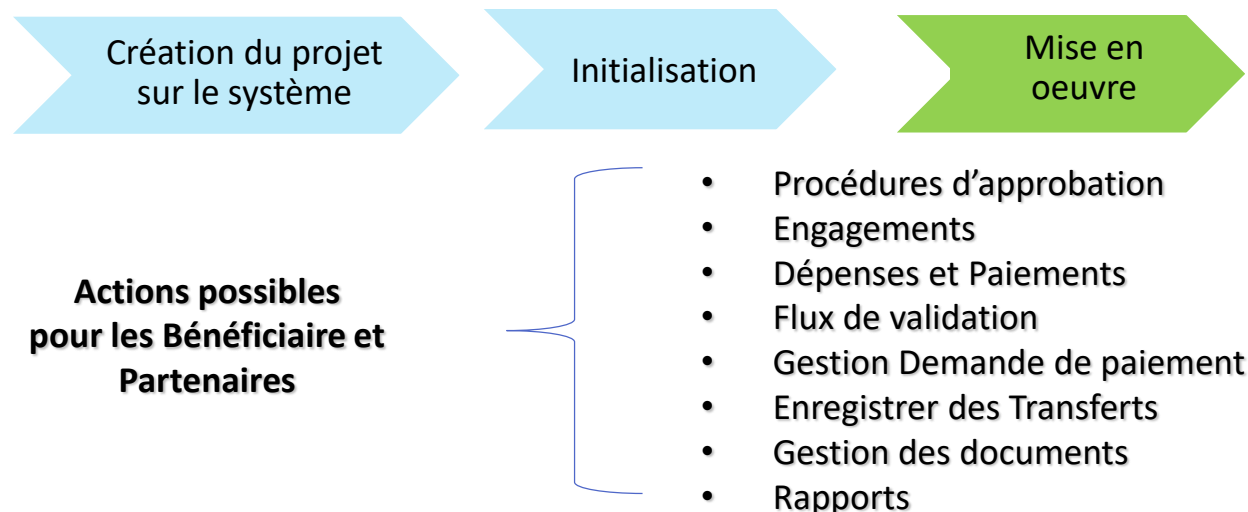 Création du projet
sur le système
Initialisation
Mise en
oeuvre
Actions possibles
pour les Bénéficiaire et
Partenaires
• Procédures d’approbation
• Engagements
• Dépenses et Paiements
• Flux de validation
• Gestion Demande de paiement
• Enregistrer des Transferts
• Gestion des documents
• Rapports